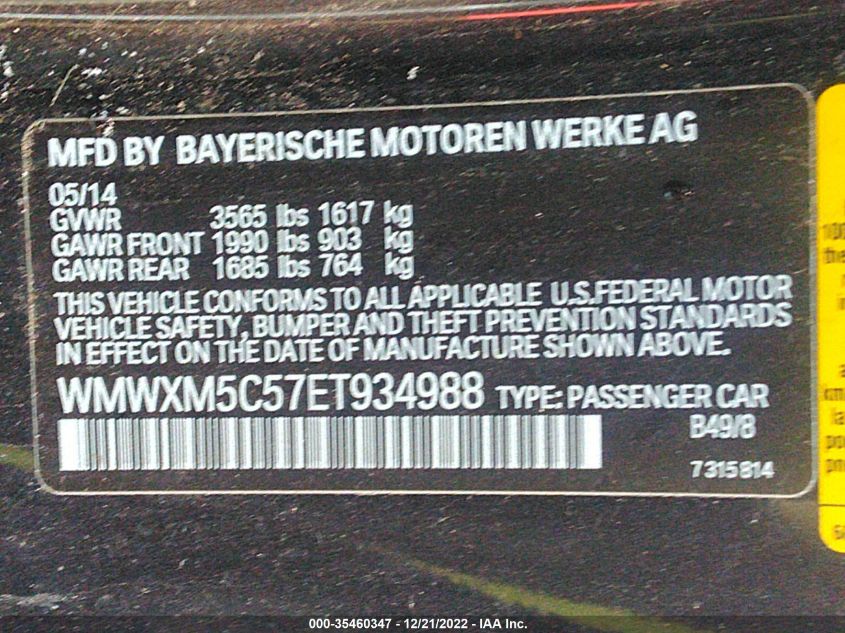 MFD BY BAYERISCHE MOTOREN WERKE AG
05/14
GVWR 3565 lbs 1617 kg
GAWR FRONT 1990 lbs 903 kg
GAWR REAR 1685 lbs 764 kg
THIS VEHICLE CONFORMS TO ALL APPLICABLE U.S.FEDERAL MOTOR
VEHICLE SAFETY, BUMPER AND THEFT PREVENTION STANDARDS
IN EFFECT ON THE DATE OF MANUFACTURE SHOWN ABOVE.
WMWXM5C57ET934988 TYPE: PASSENGER CAR
B49/8
7315814
000-35460347 - 12/21/2022 - IAA Inc.